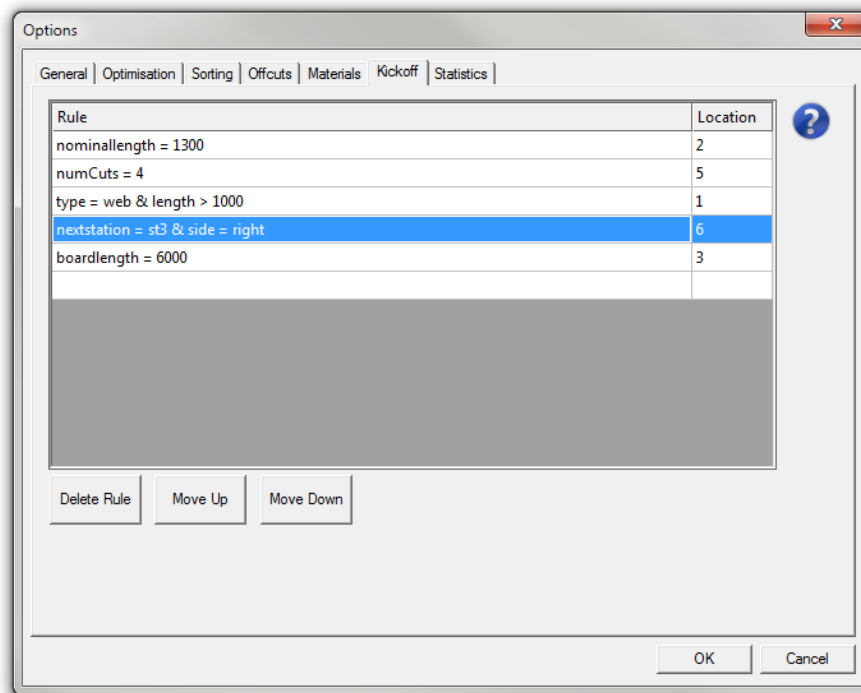 Options
General Optimisation Sorting Offcuts Materials Kickoff Statistics
Rule Location
nominallength = 1300 2
numCuts = 4 5
type = web & length > 1000 1
nextstation = st3 & side = right 6
boardlength = 6000 3
Delete Rule Move Up Move Down
OK Cancel